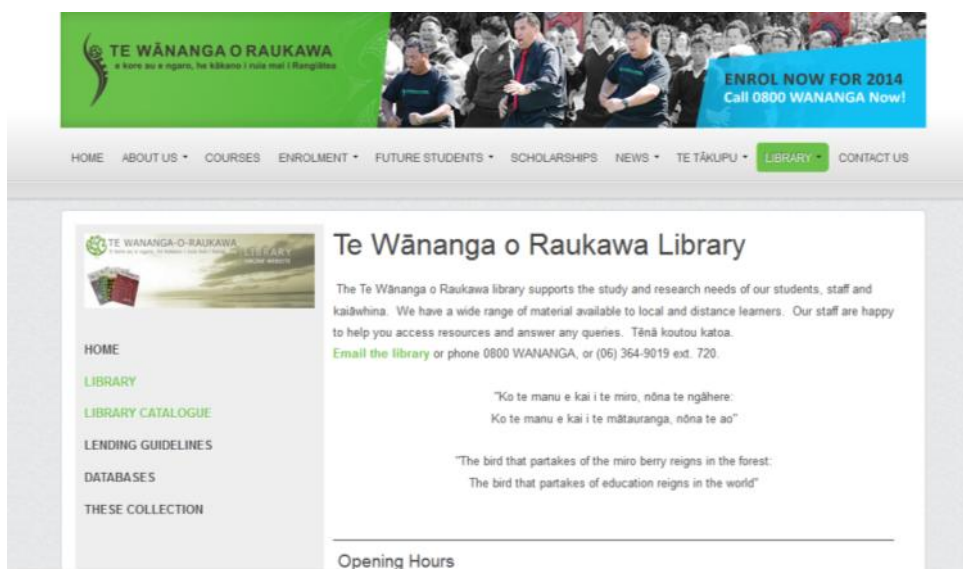 TE WĀNANGA O RAUKAWA
e kore au e ngaro, he kākano i ruia mai i Rangiātea
ENROL NOW FOR 2014
Call 0800 WANANGA Now!
HOME ABOUT US COURSES ENROLMENT FUTURE STUDENTS SCHOLARSHIPS NEWS TE TĀKUPU LIBRARY CONTACT US
TE WANANGA-O-RAUKAWA
LIBRARY
ONLINE WEBSITE
HOME
LIBRARY
LIBRARY CATALOGUE
LENDING GUIDELINES
DATABASES
THESE COLLECTION
Te Wānanga o Raukawa Library
The Te Wānanga o Raukawa library supports the study and research needs of our students, staff and
kaiāwhina. We have a wide range of material available to local and distance learners. Our staff are happy
to help you access resources and answer any queries. Tēnā koutou katoa.
Email the library or phone 0800 WANANGA, or (06) 364-9019 ext. 720.
"Ko te manu e kai i te miro, nōna te ngāhere:
Ko te manu e kai i te mātauranga, nōna te ao"
"The bird that partakes of the miro berry reigns in the forest:
The bird that partakes of education reigns in the world"
Opening Hours